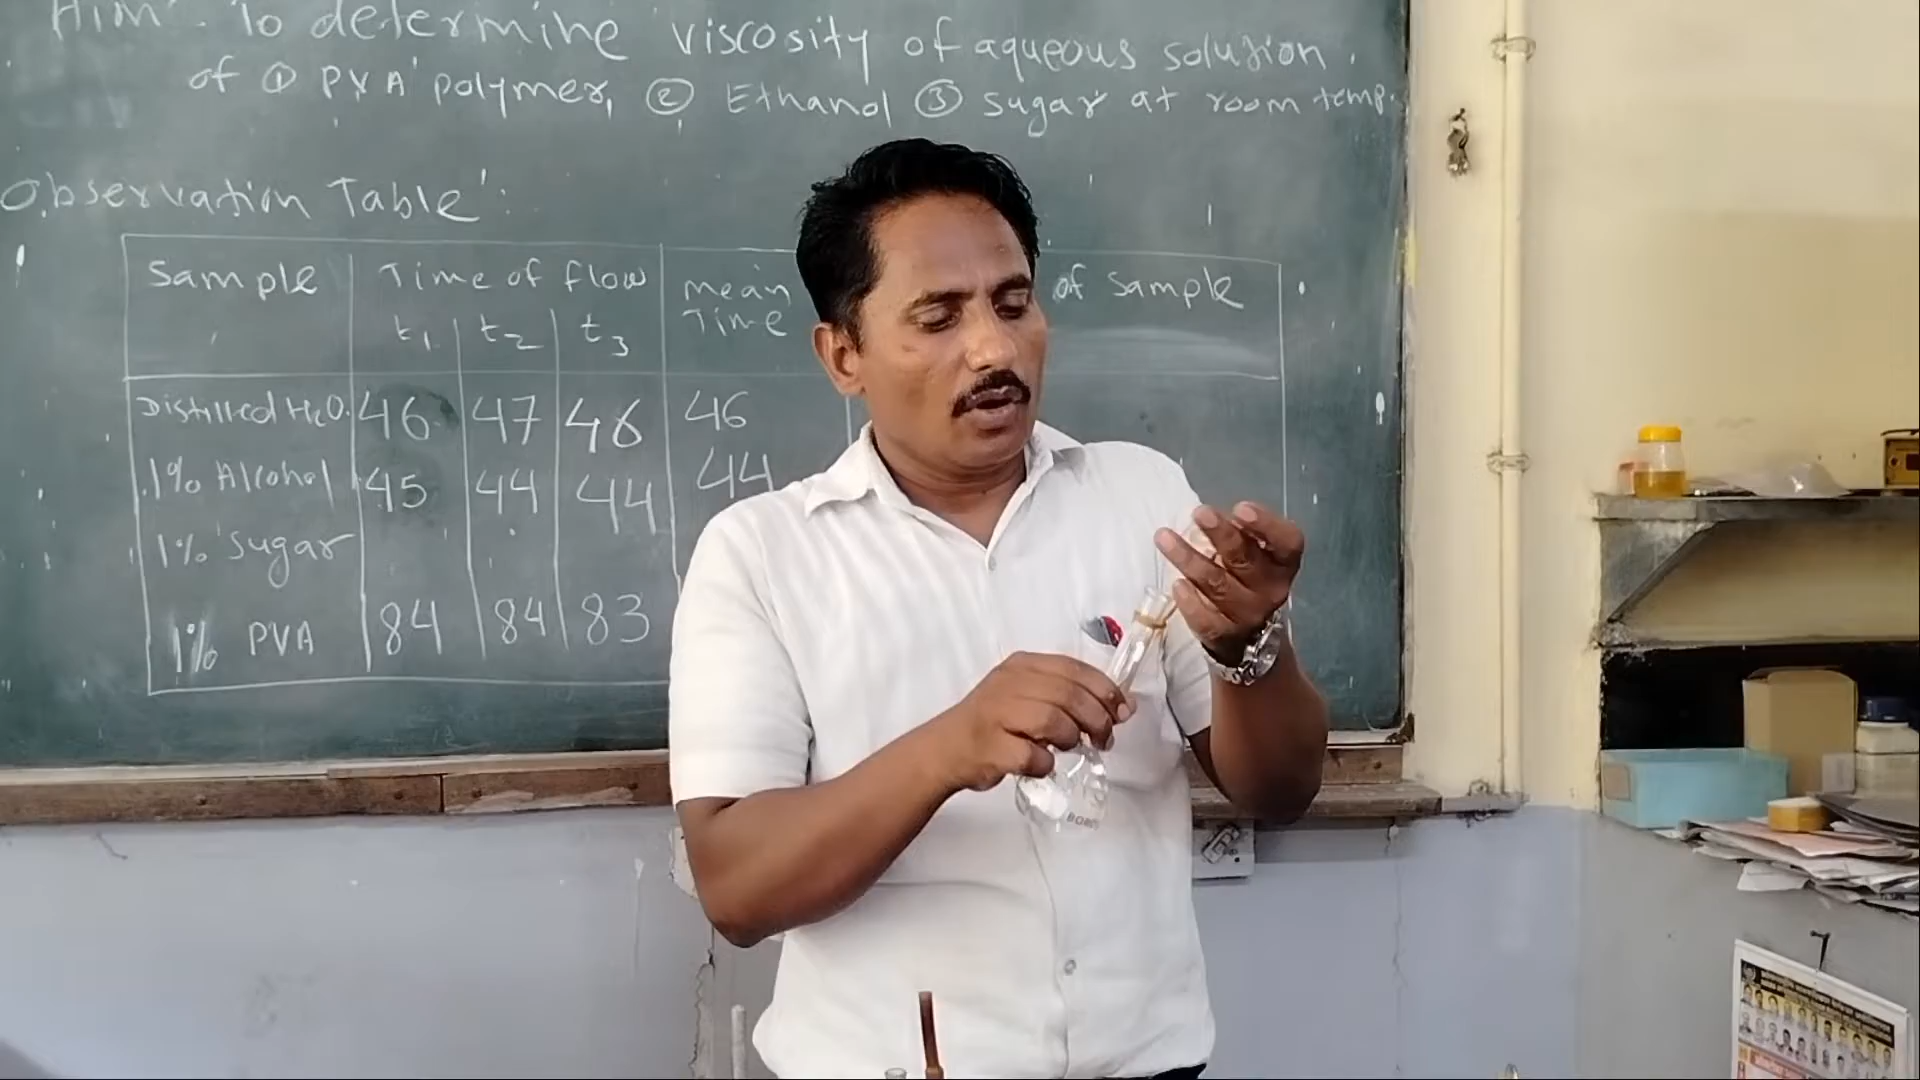 Aim :- To determine viscosity of aqueous solution.
of ① PVA polymer, ② Ethanol ③ sugar at room temp.
Observation Table :
Sample Time of flow mean Time of sample
t1 t2 t3
Distilled H2O. 46 47 46 46
1% Alcohol 45 44 44 44
1% Sugar
1% PVA 84 84 83